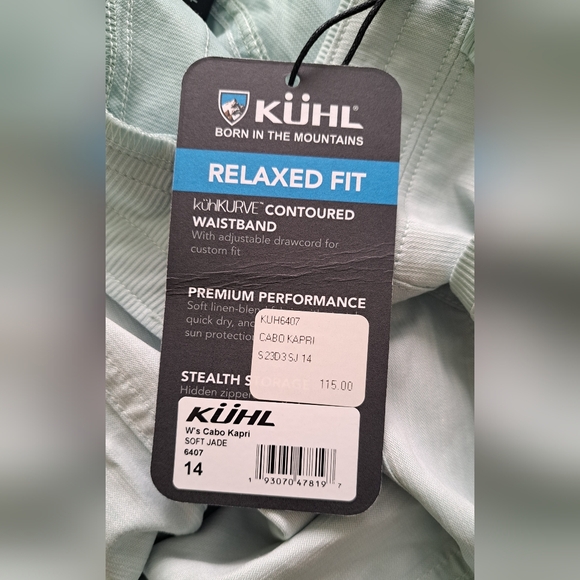 KÜHL®
BORN IN THE MOUNTAINS
RELAXED FIT
kühlKURVE™ CONTOURED
WAISTBAND
With adjustable drawcord for
custom fit
PREMIUM PERFORMANCE
Soft linen-blend
quick dry, and
sun protection
KUH6407
CABO KAPRI
S23D3 SJ 14
115.00
STEALTH
Hidden zipper
KÜHL
W's Cabo Kapri
SOFT JADE
6407
14
1 93070 47819 7